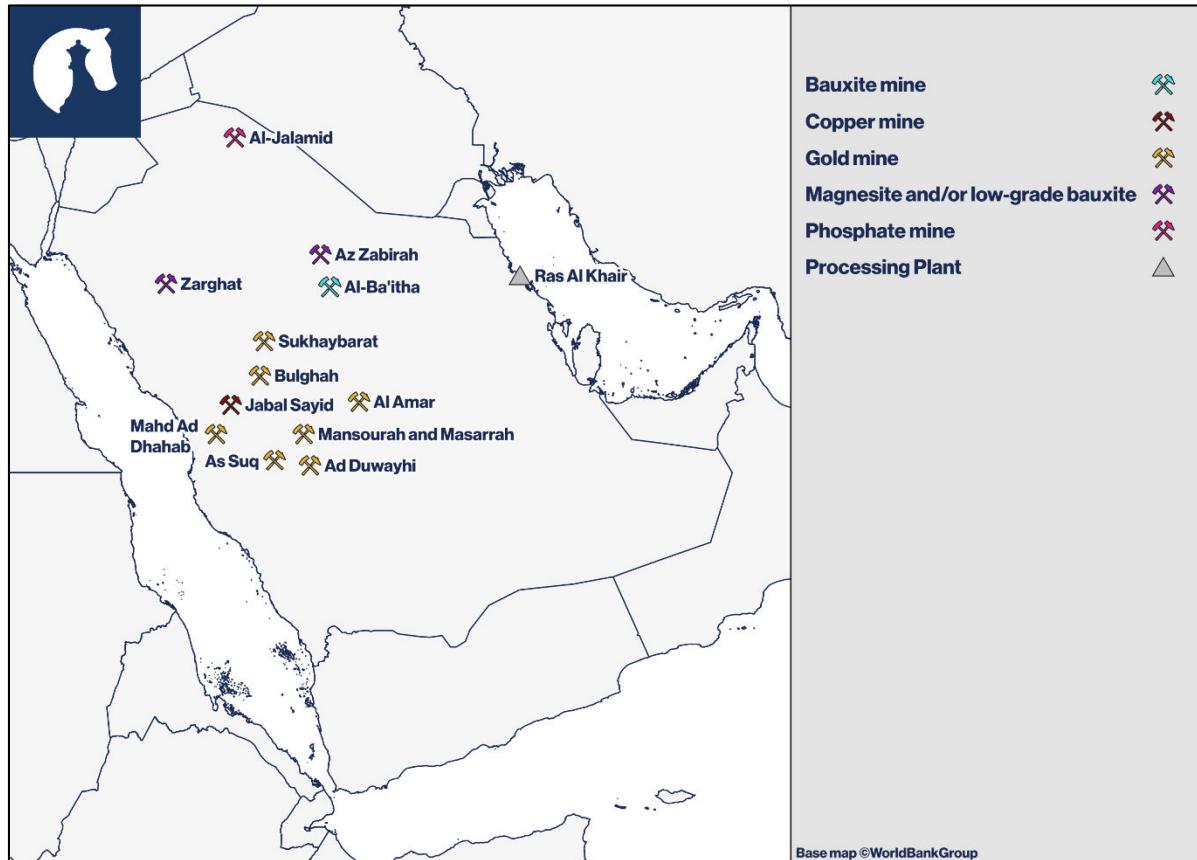 Al-Jalamid
Az Zabirah
Zarghat
Al-Ba'itha
Ras Al Khair
Sukhaybarat
Bulghah
Jabal Sayid
Al Amar
Mahd Ad
Dhahab
Mansourah and Masarrah
As Suq
Ad Duwayhi
Bauxite mine
Copper mine
Gold mine
Magnesite and/or low-grade bauxite
Phosphate mine
Processing Plant
Base map ©WorldBankGroup